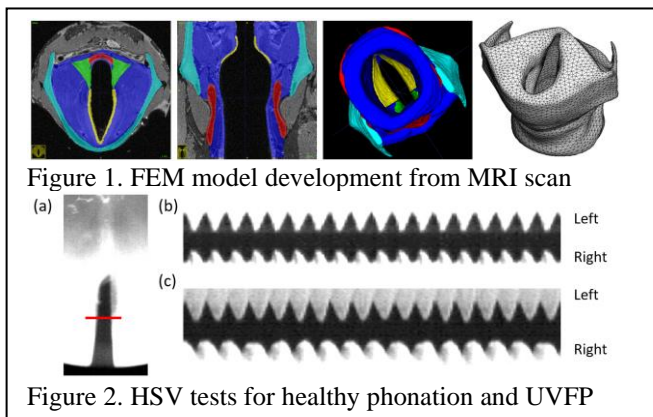 Figure 1. FEM model development from MRI scan
(a)
(b)
Left
Right
(c)
Left
Right
Figure 2. HSV tests for healthy phonation and UVFP